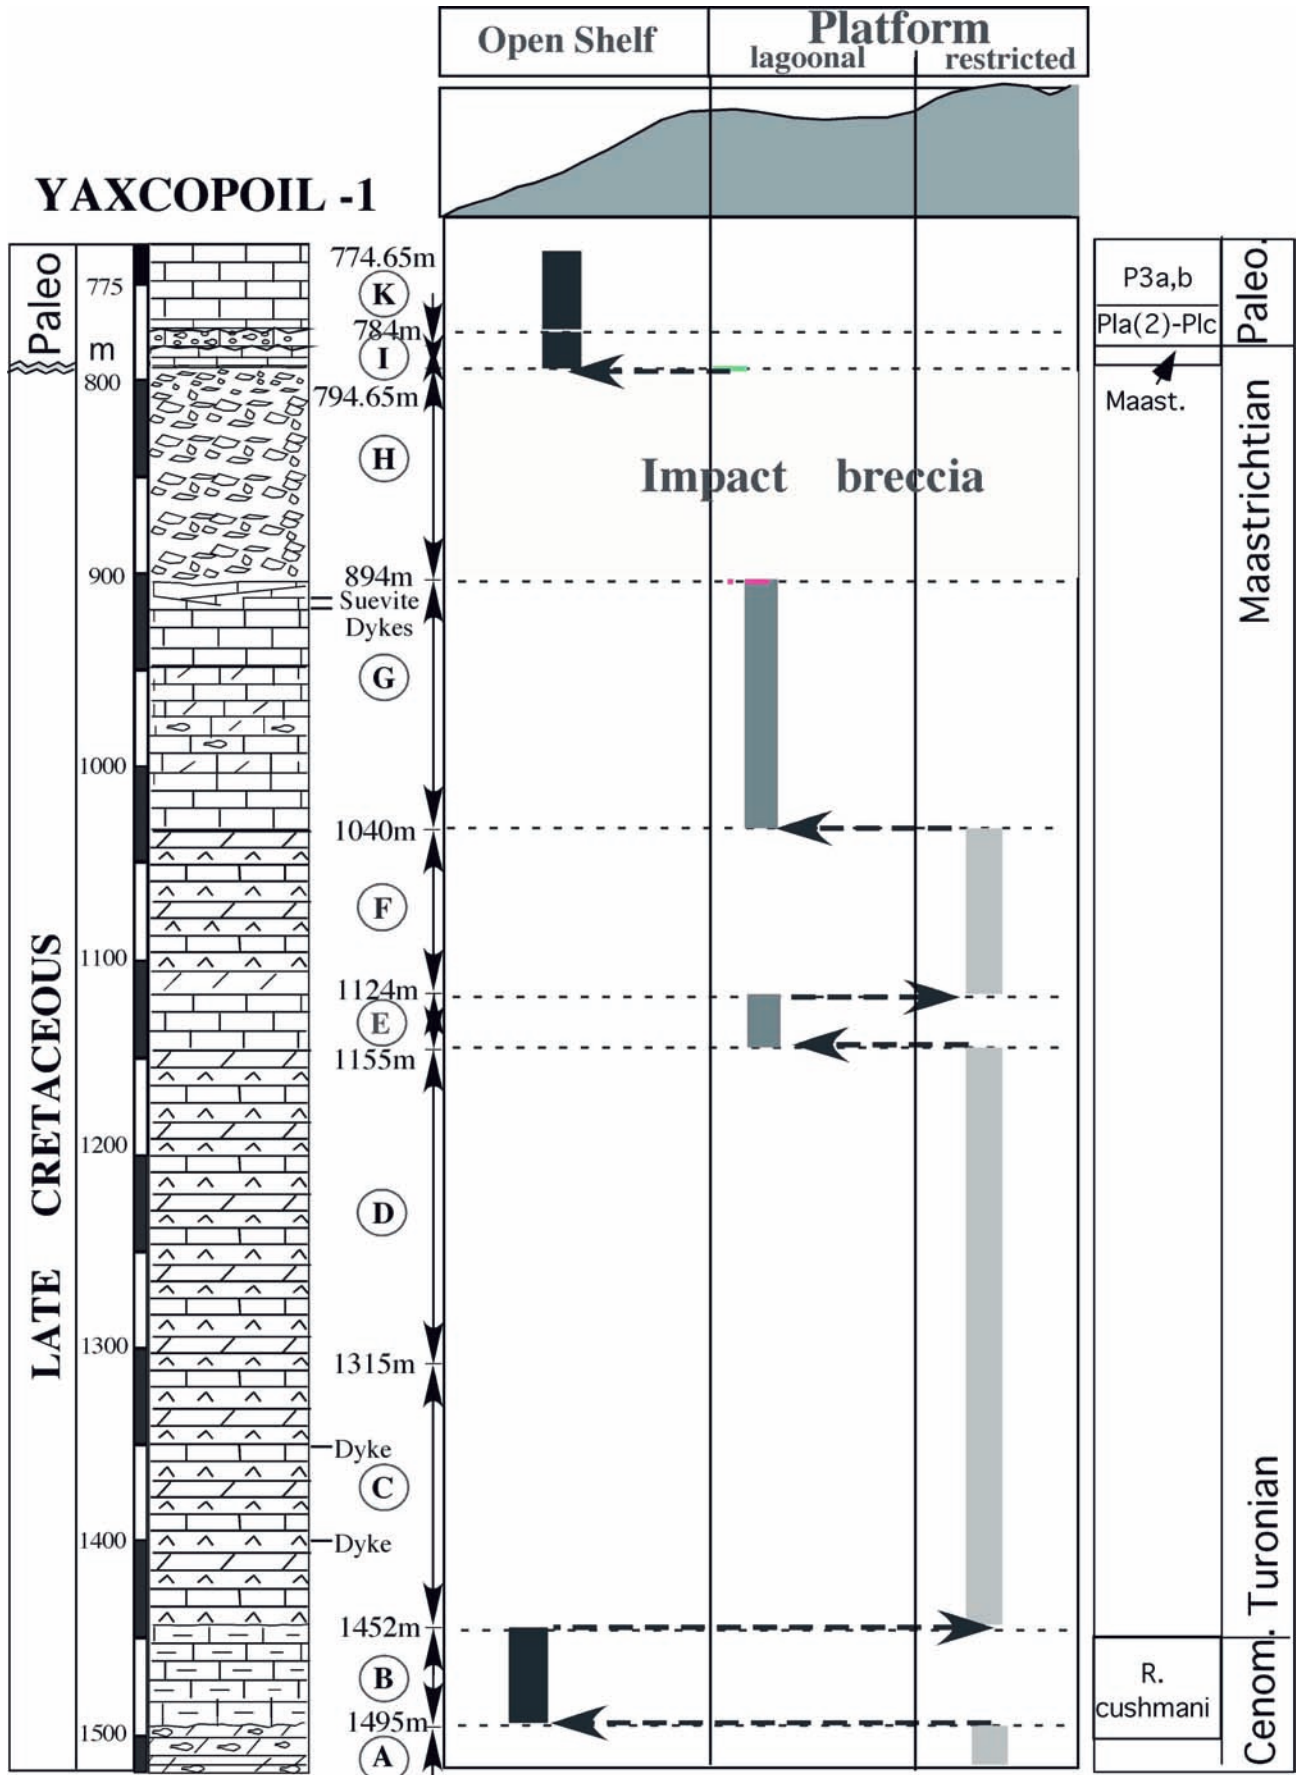 Open Shelf
Platform
lagoonal
restricted
YAXCOPOIL -1
Paleo
LATE CRETACEOUS
775
m
800
900
1000
1100
1200
1300
1400
1500
774.65m
K
784m
I
794.65m
H
894m
Suevite
Dykes
G
1040m
F
1124m
E
1155m
D
1315m
Dyke
C
Dyke
1452m
B
1495m
A
Impact breccia
P3a,b
Pla(2)-Plc
Maast.
R.
cushmani
Paleo.
Maastrichtian
Turonian
Cenom.